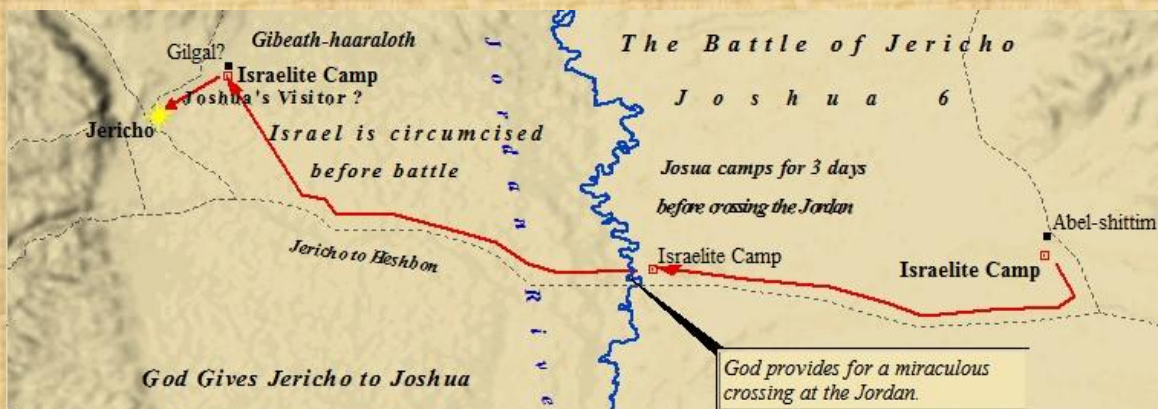 The Battle of Jericho
Joshua 6
Gilgal?
Gibeath-haaraloth
Israelite Camp
Joshua's Visitor ?
Jericho
Israel is circumcised
before battle
Jordan Rive
Josua camps for 3 days
before crossing the Jordan
Abel-shittim
Israelite Camp
Israelite Camp
Jericho to Heshbon
God Gives Jericho to Joshua
God provides for a miraculous
crossing at the Jordan.